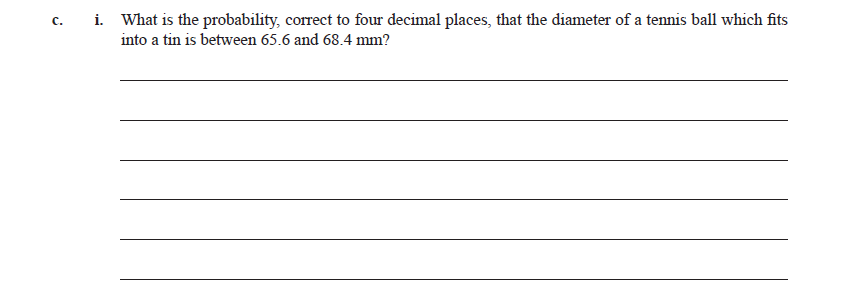 c. i. What is the probability, correct to four decimal places, that the diameter of a tennis ball which fits
into a tin is between 65.6 and 68.4 mm?